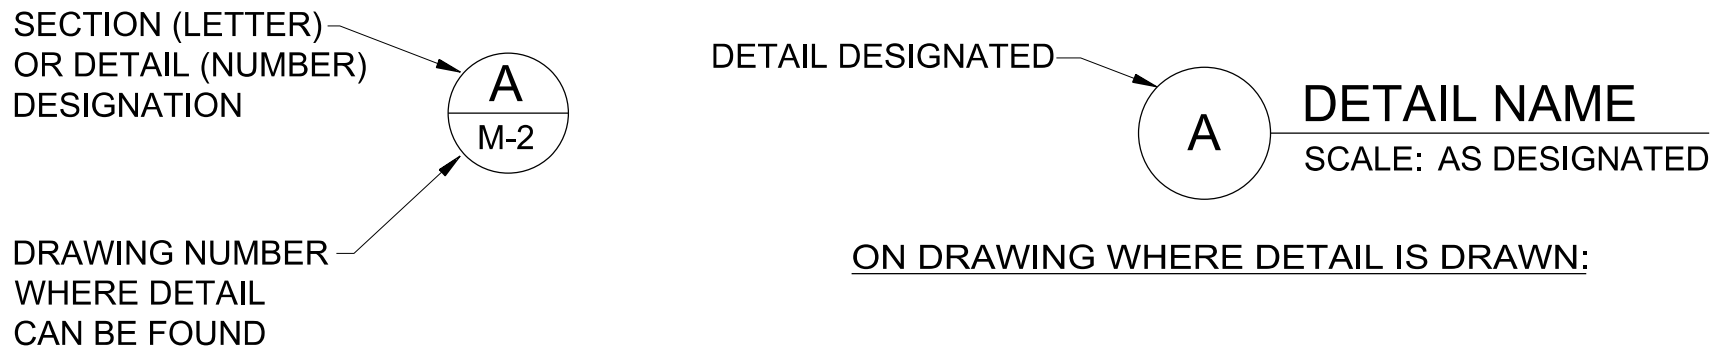 SECTION (LETTER)
OR DETAIL (NUMBER)
DESIGNATION
A
M-2
DRAWING NUMBER
WHERE DETAIL
CAN BE FOUND
DETAIL DESIGNATED
A
DETAIL NAME
SCALE: AS DESIGNATED
ON DRAWING WHERE DETAIL IS DRAWN: